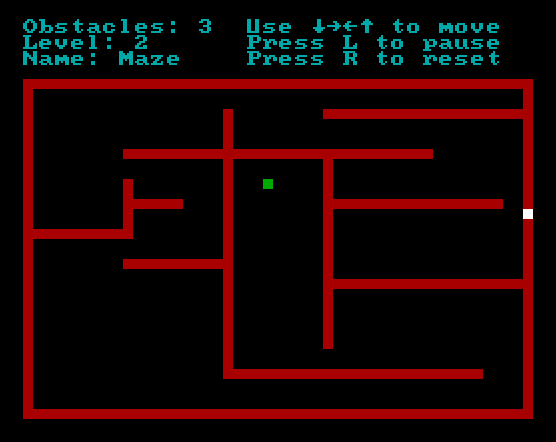 Obstacles: 3  Use ↓→←↑ to move
Level: 2  Press L to pause
Name: Maze  Press R to reset